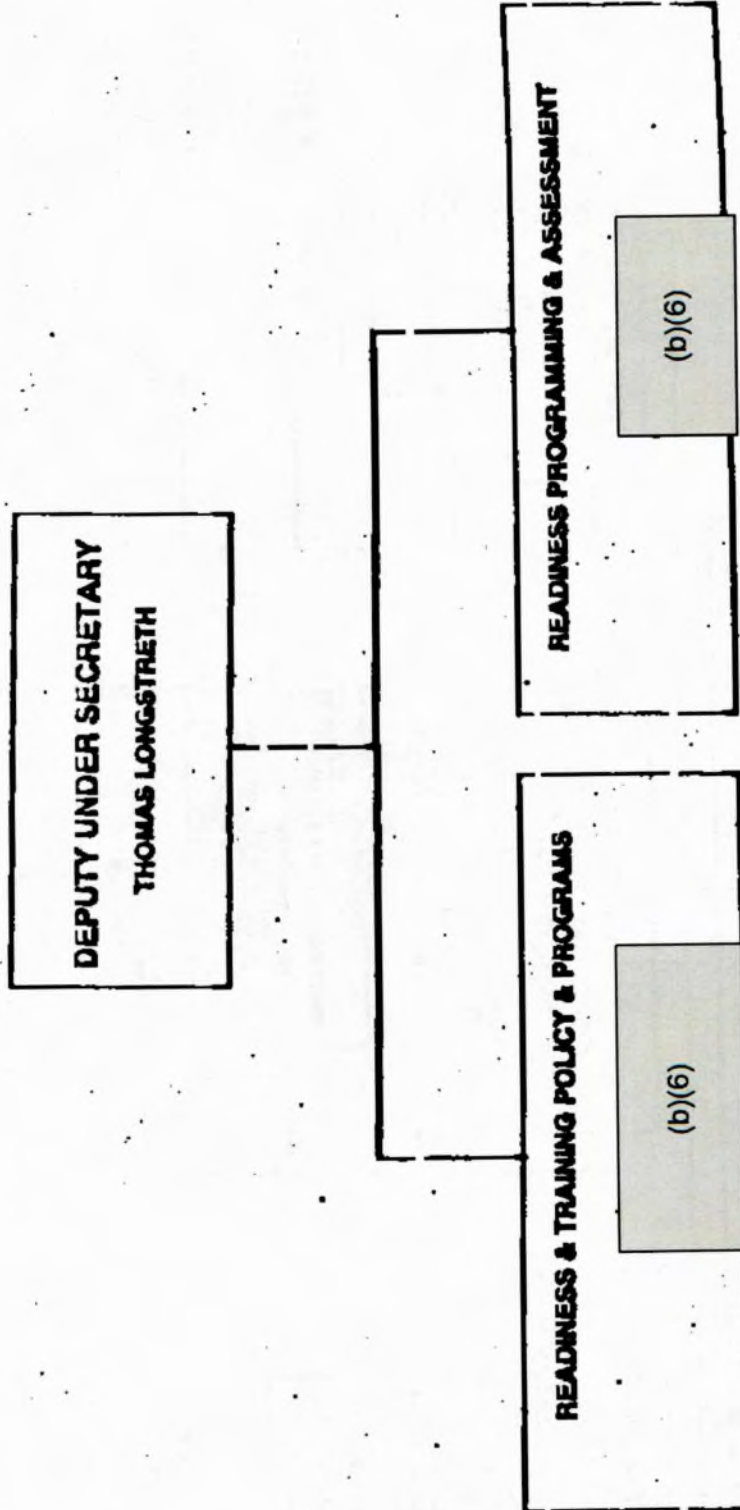 DEPUTY UNDER SECRETARY
THOMAS LONGSTRETH
READINESS & TRAINING POLICY & PROGRAMS
(b)(6)
READINESS PROGRAMMING & ASSESSMENT
(b)(6)